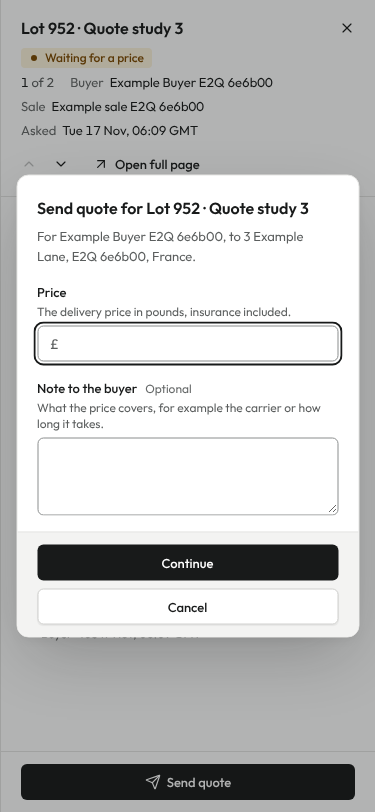 Lot 952 · Quote study 3
Waiting for a price
1 of 2 Buyer Example Buyer E2Q 6e6b00
Sale Example sale E2Q 6e6b00
Asked Tue 17 Nov, 06:09 GMT
Open full page
Send quote for Lot 952 · Quote study 3
For Example Buyer E2Q 6e6b00, to 3 Example
Lane, E2Q 6e6b00, France.
Price
The delivery price in pounds, insurance included.
£
Note to the buyer Optional
What the price covers, for example the carrier or how
long it takes.
Continue
Cancel
Send quote